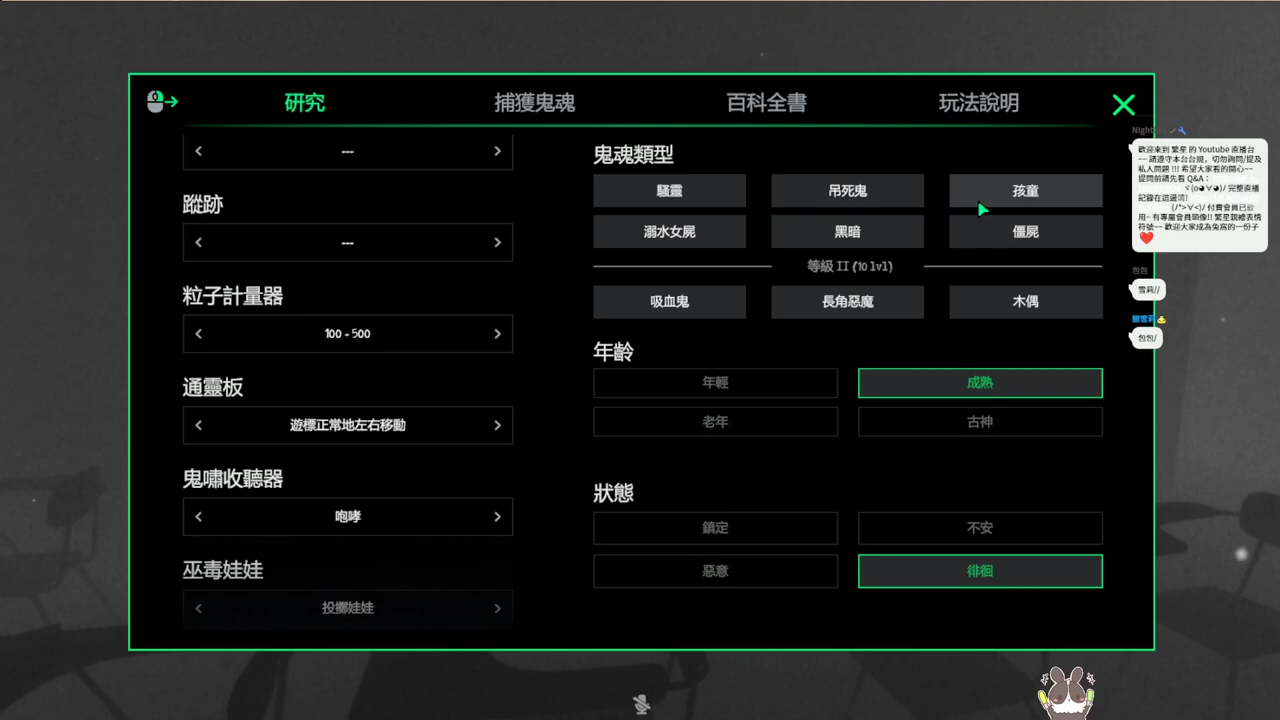 研究
捕獲鬼魂
百科全書
玩法說明
---
蹤跡
---
粒子計量器
100 - 500
通靈板
遊標正常地左右移動
鬼嘯收聽器
咆哮
巫毒娃娃
投擲娃娃
鬼魂類型
騷靈
吊死鬼
孩童
溺水女屍
黑暗
僵屍
等級 II (10 lvl)
吸血鬼
長角惡魔
木偶
年齡
年輕
成熟
老年
古神
狀態
鎮定
不安
惡意
徘徊
歡迎来到 繁星 的 Youtube 直播台
~~ 請遵守本台台規，切勿詢問/提及
私人問題 !!! 希望大家看的開心~~
提問前請先看 Q&A：
ヾ(o◕∀◕)ﾉ 完整直播
記錄在這邊唷!
(/*>∀<)/ 付費會員已啟
用~ 有專屬會員頭像!! 繁星親繪表情
符號~~ 歡迎大家成為兔窩的一份子
❤
包包
雪莉//
包包/